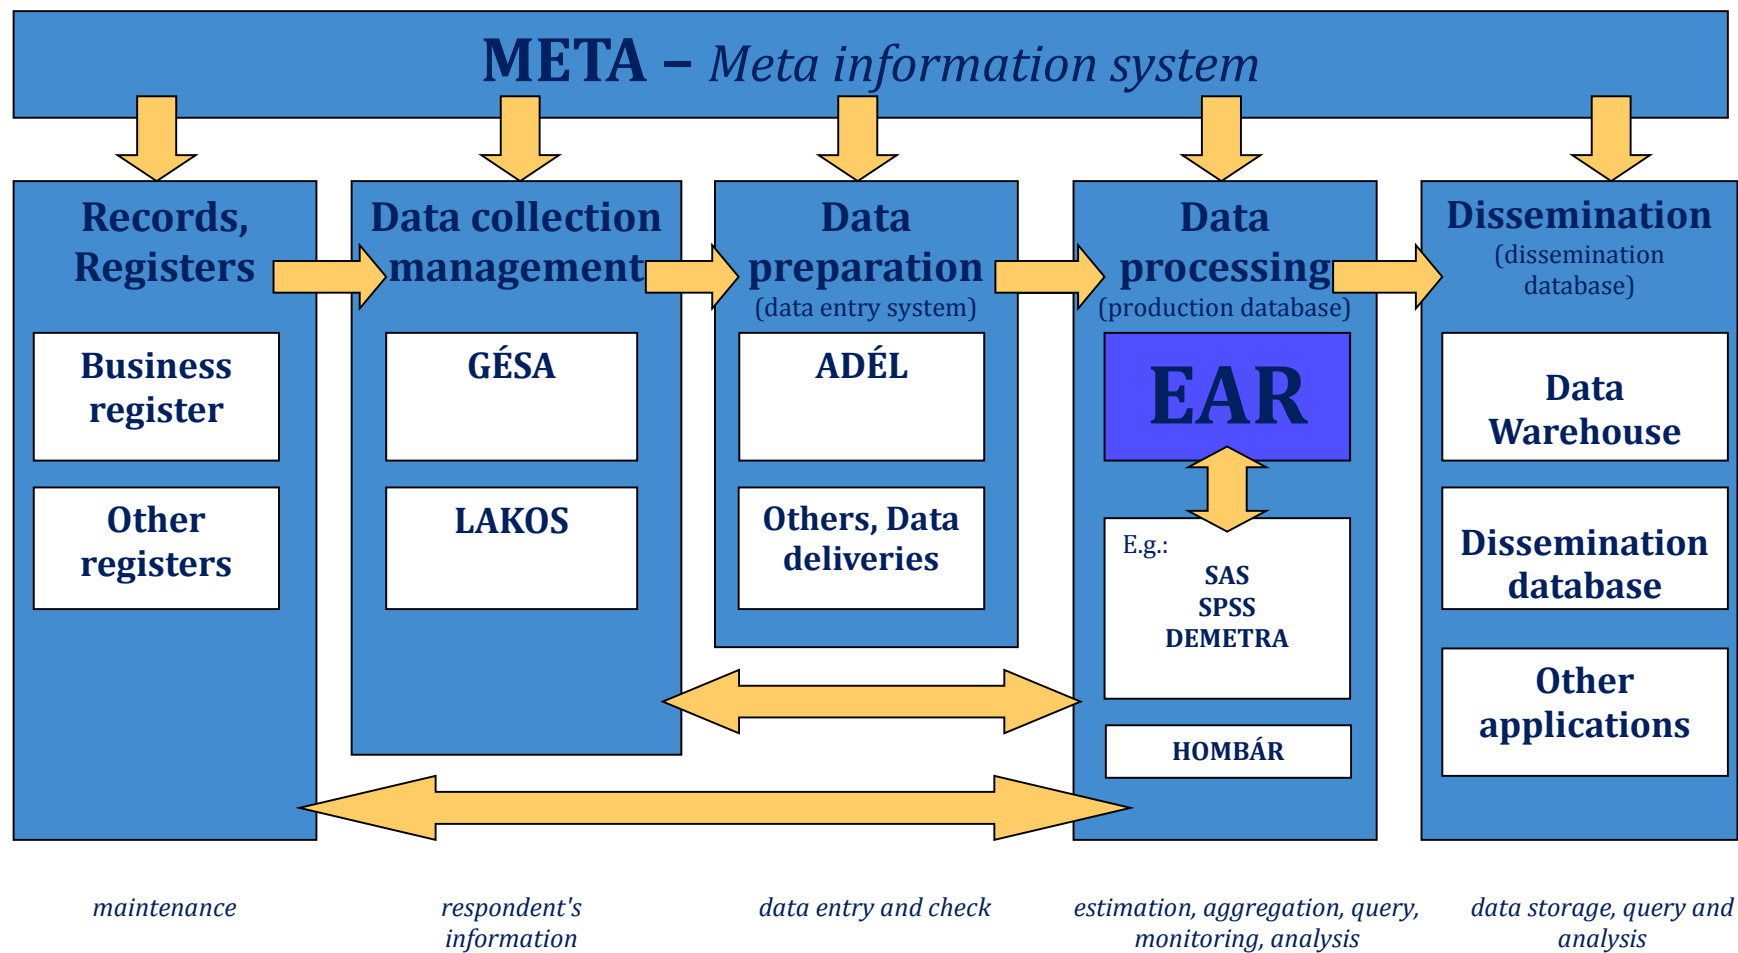 META – Meta information system
Records,
Registers
Business
register
Other
registers
maintenance
Data collection
management
GÉSA
LAKOS
respondent's
information
Data
preparation
(data entry system)
ADÉL
Others, Data
deliveries
data entry and check
Data
processing
(production database)
EAR
E.g.:
SAS
SPSS
DEMETRA
HOMBÁR
estimation, aggregation, query,
monitoring, analysis
Dissemination
(dissemination
database)
Data
Warehouse
Dissemination
database
Other
applications
data storage, query and
analysis